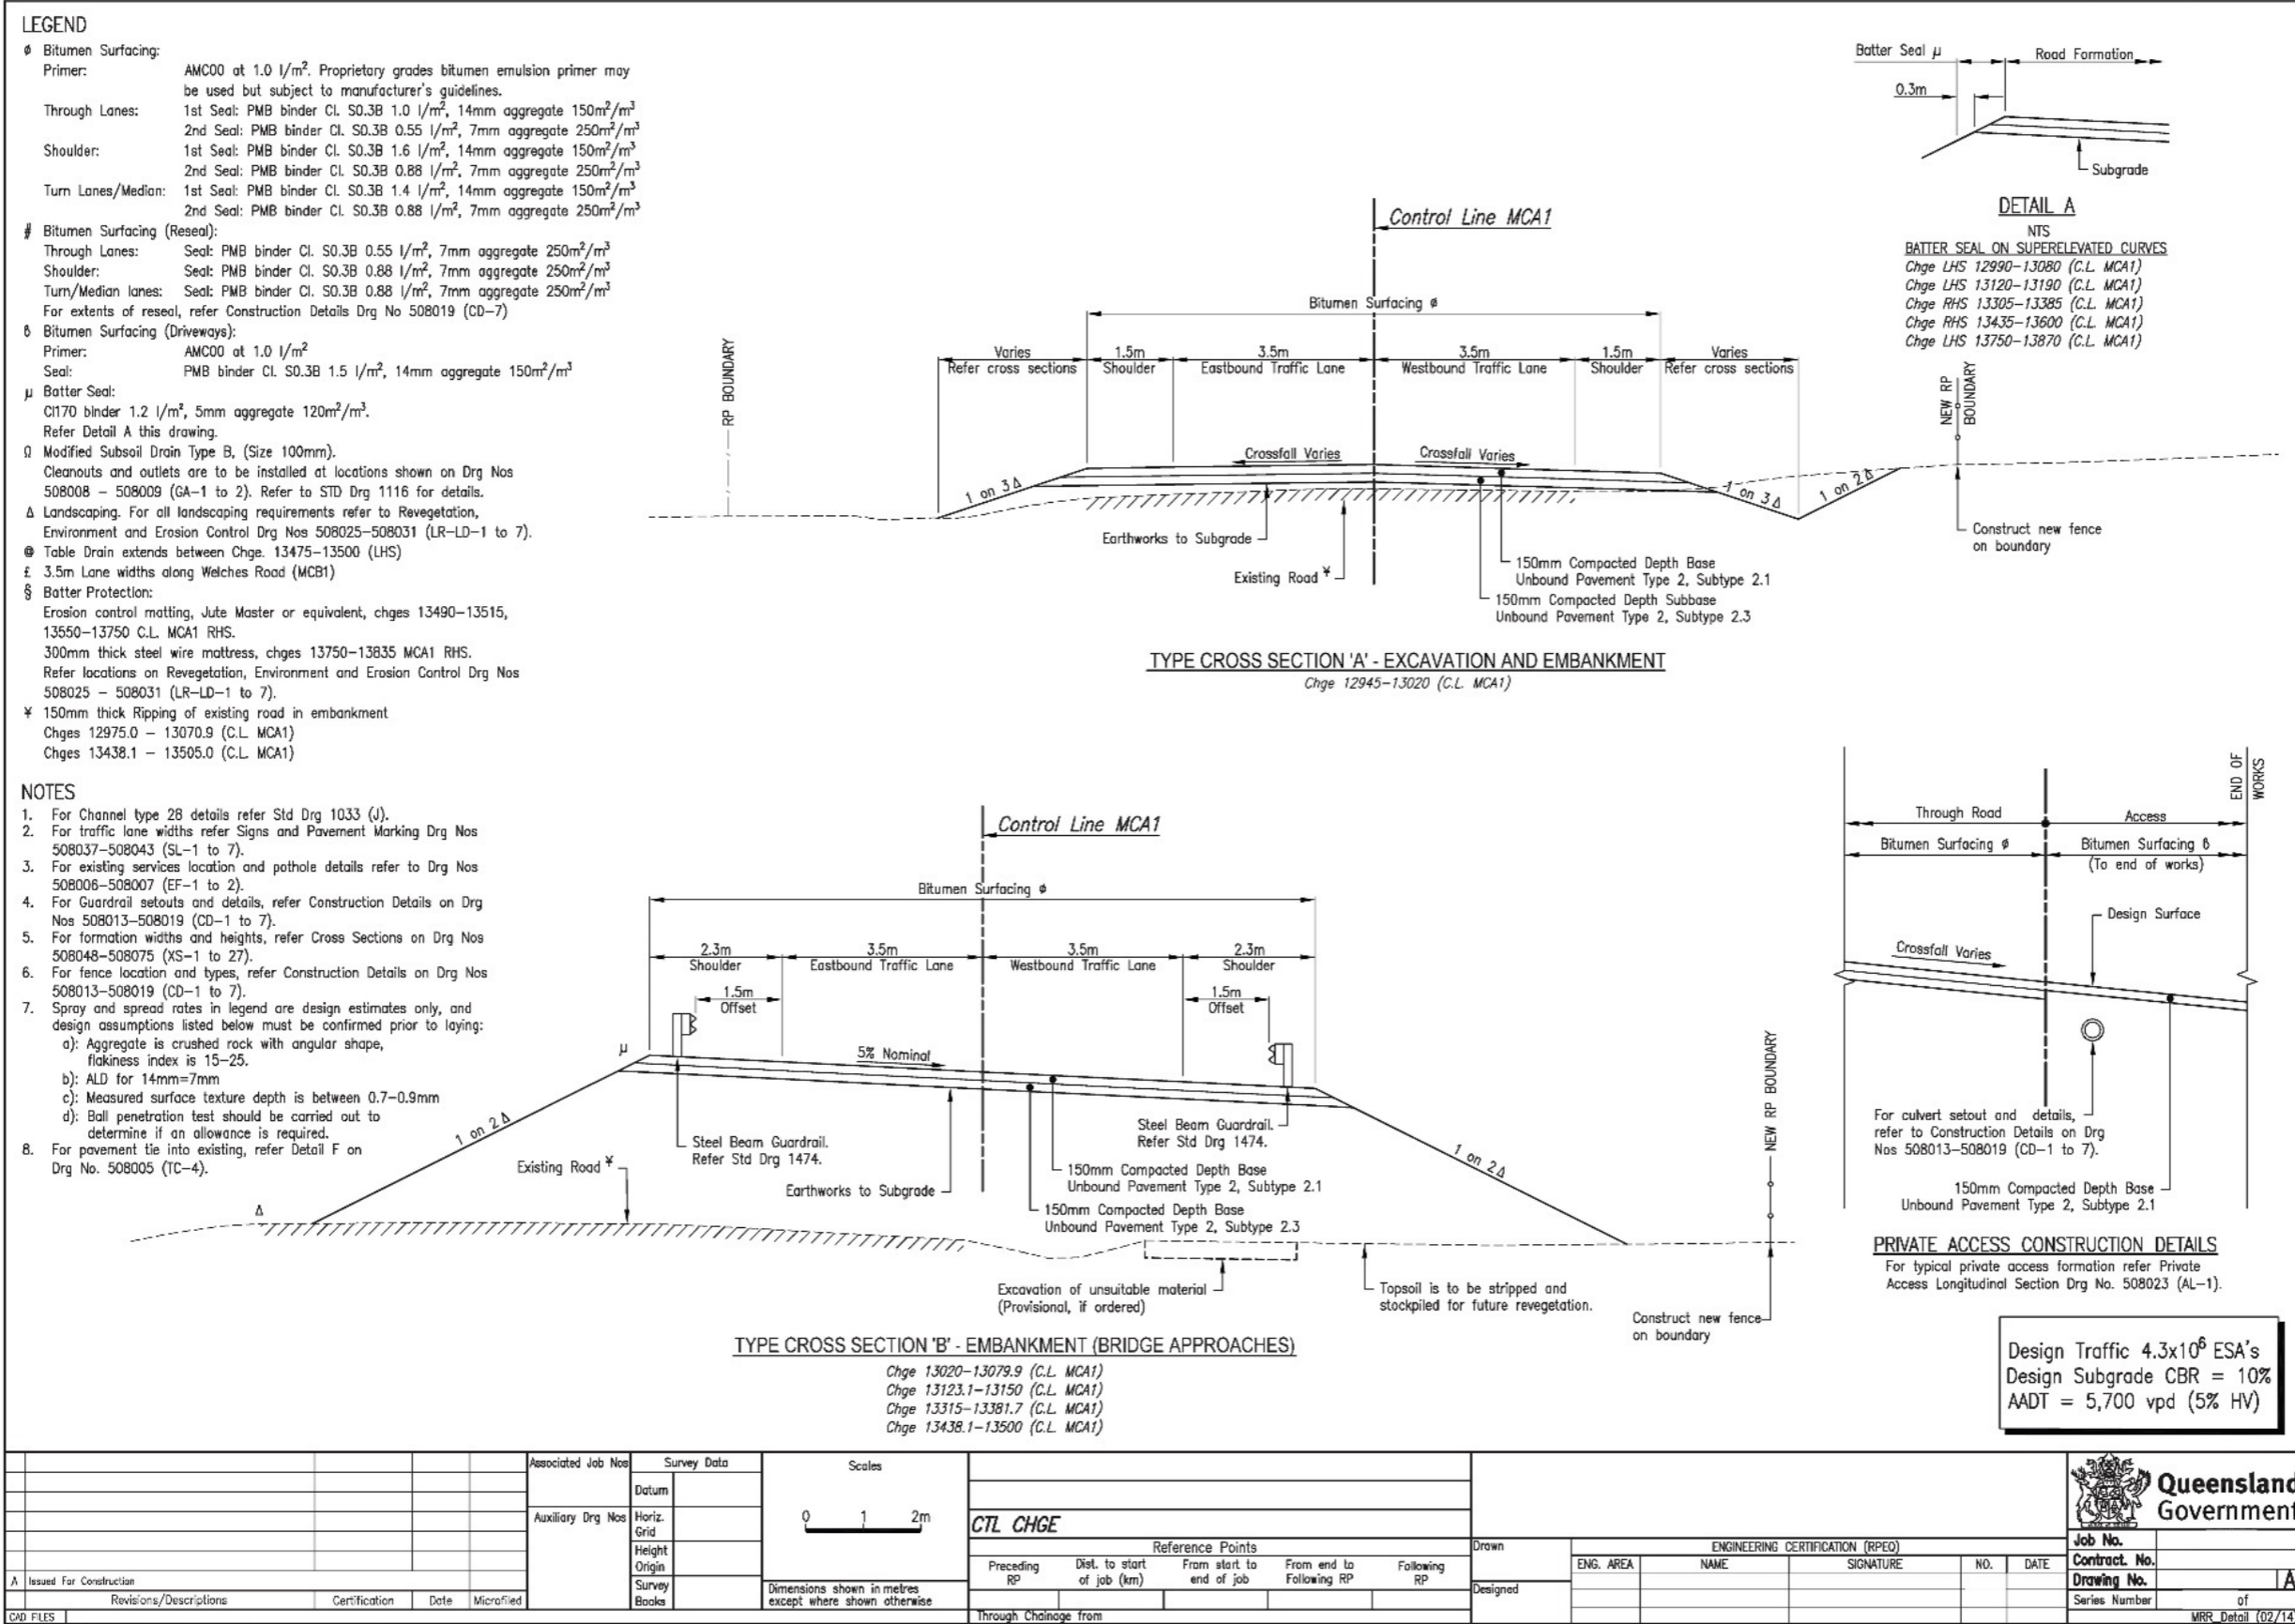 LEGEND
ø Bitumen Surfacing:
Primer: AMC00 at 1.0 l/m². Proprietary grades bitumen emulsion primer may
be used but subject to manufacturer's guidelines.
Through Lanes: 1st Seal: PMB binder Cl. S0.3B 1.0 l/m², 14mm aggregate 150m²/m³
2nd Seal: PMB binder Cl. S0.3B 0.55 l/m², 7mm aggregate 250m²/m³
Shoulder: 1st Seal: PMB binder Cl. S0.3B 1.6 l/m², 14mm aggregate 150m²/m³
2nd Seal: PMB binder Cl. S0.3B 0.88 l/m², 7mm aggregate 250m²/m³
Turn Lanes/Median: 1st Seal: PMB binder Cl. S0.3B 1.4 l/m², 14mm aggregate 150m²/m³
2nd Seal: PMB binder Cl. S0.3B 0.88 l/m², 7mm aggregate 250m²/m³
# Bitumen Surfacing (Reseal):
Through Lanes: Seal: PMB binder Cl. S0.3B 0.55 l/m², 7mm aggregate 250m²/m³
Shoulder: Seal: PMB binder Cl. S0.3B 0.88 l/m², 7mm aggregate 250m²/m³
Turn/Median lanes: Seal: PMB binder Cl. S0.3B 0.88 l/m², 7mm aggregate 250m²/m³
For extents of reseal, refer Construction Details Drg No 508019 (CD-7)
ϐ Bitumen Surfacing (Driveways):
Primer: AMC00 at 1.0 l/m²
Seal: PMB binder Cl. S0.3B 1.5 l/m², 14mm aggregate 150m²/m³
µ Batter Seal:
Cl170 binder 1.2 l/m², 5mm aggregate 120m²/m³.
Refer Detail A this drawing.
Ω Modified Subsoil Drain Type B, (Size 100mm).
Cleanouts and outlets are to be installed at locations shown on Drg Nos
508008 - 508009 (GA-1 to 2). Refer to STD Drg 1116 for details.
Δ Landscaping. For all landscaping requirements refer to Revegetation,
Environment and Erosion Control Drg Nos 508025-508031 (LR-LD-1 to 7).
@ Table Drain extends between Chge. 13475-13500 (LHS)
£ 3.5m Lane widths along Welches Road (MCB1)
§ Batter Protection:
Erosion control matting, Jute Master or equivalent, chges 13490-13515,
13550-13750 C.L. MCA1 RHS.
300mm thick steel wire mattress, chges 13750-13835 MCA1 RHS.
Refer locations on Revegetation, Environment and Erosion Control Drg Nos
508025 - 508031 (LR-LD-1 to 7).
¥ 150mm thick Ripping of existing road in embankment
Chges 12975.0 - 13070.9 (C.L. MCA1)
Chges 13438.1 - 13505.0 (C.L. MCA1)
NOTES
1. For Channel type 28 details refer Std Drg 1033 (J).
2. For traffic lane widths refer Signs and Pavement Marking Drg Nos
508037-508043 (SL-1 to 7).
3. For existing services location and pothole details refer to Drg Nos
508006-508007 (EF-1 to 2).
4. For Guardrail setouts and details, refer Construction Details on Drg
Nos 508013-508019 (CD-1 to 7).
5. For formation widths and heights, refer Cross Sections on Drg Nos
508048-508075 (XS-1 to 27).
6. For fence location and types, refer Construction Details on Drg Nos
508013-508019 (CD-1 to 7).
7. Spray and spread rates in legend are design estimates only, and
design assumptions listed below must be confirmed prior to laying:
a): Aggregate is crushed rock with angular shape,
flakiness index is 15-25.
b): ALD for 14mm=7mm
c): Measured surface texture depth is between 0.7-0.9mm
d): Ball penetration test should be carried out to
determine if an allowance is required.
8. For pavement tie into existing, refer Detail F on
Drg No. 508005 (TC-4).
Control Line MCA1
Bitumen Surfacing ø
Varies 1.5m 3.5m 3.5m 1.5m Varies
Refer cross sections Shoulder Eastbound Traffic Lane Westbound Traffic Lane Shoulder Refer cross sections
RP BOUNDARY
Crossfall Varies Crossfall Varies
1 on 3 Δ
1 on 3 Δ
1 on 2 Δ
Earthworks to Subgrade
Existing Road ¥
150mm Compacted Depth Base
Unbound Pavement Type 2, Subtype 2.1
150mm Compacted Depth Subbase
Unbound Pavement Type 2, Subtype 2.3
NEW RP
BOUNDARY
Construct new fence
on boundary
TYPE CROSS SECTION 'A' - EXCAVATION AND EMBANKMENT
Chge 12945-13020 (C.L. MCA1)
Batter Seal µ Road Formation
0.3m
Subgrade
DETAIL A
NTS
BATTER SEAL ON SUPERELEVATED CURVES
Chge LHS 12990-13080 (C.L. MCA1)
Chge LHS 13120-13190 (C.L. MCA1)
Chge RHS 13305-13385 (C.L. MCA1)
Chge RHS 13435-13600 (C.L. MCA1)
Chge LHS 13750-13870 (C.L. MCA1)
Control Line MCA1
Bitumen Surfacing ø
2.3m 3.5m 3.5m 2.3m
Shoulder Eastbound Traffic Lane Westbound Traffic Lane Shoulder
1.5m 1.5m
Offset Offset
µ
5% Nominal
1 on 2 Δ
1 on 2 Δ
Δ
Steel Beam Guardrail.
Refer Std Drg 1474.
Steel Beam Guardrail.
Refer Std Drg 1474.
Existing Road ¥
Earthworks to Subgrade
150mm Compacted Depth Base
Unbound Pavement Type 2, Subtype 2.1
150mm Compacted Depth Base
Unbound Pavement Type 2, Subtype 2.3
Excavation of unsuitable material
(Provisional, if ordered)
Topsoil is to be stripped and
stockpiled for future revegetation.
NEW RP BOUNDARY
Construct new fence
on boundary
TYPE CROSS SECTION 'B' - EMBANKMENT (BRIDGE APPROACHES)
Chge 13020-13079.9 (C.L. MCA1)
Chge 13123.1-13150 (C.L. MCA1)
Chge 13315-13381.7 (C.L. MCA1)
Chge 13438.1-13500 (C.L. MCA1)
END OF
WORKS
Through Road Access
Bitumen Surfacing ø Bitumen Surfacing ϐ
(To end of works)
Design Surface
Crossfall Varies
For culvert setout and details,
refer to Construction Details on Drg
Nos 508013-508019 (CD-1 to 7).
150mm Compacted Depth Base
Unbound Pavement Type 2, Subtype 2.1
PRIVATE ACCESS CONSTRUCTION DETAILS
For typical private access formation refer Private
Access Longitudinal Section Drg No. 508023 (AL-1).
Design Traffic 4.3x10⁶ ESA's
Design Subgrade CBR = 10%
AADT = 5,700 vpd (5% HV)
A Issued For Construction
Revisions/Descriptions Certification Date Microfiled
CAD FILES
Associated Job Nos
Auxiliary Drg Nos
Survey Data
Datum
Horiz.
Grid
Height
Origin
Survey
Books
Scales
0 1 2m
Dimensions shown in metres
except where shown otherwise
CTL CHGE
Reference Points
Preceding
RP
Dist. to start
of job (km)
From start to
end of job
From end to
Following RP
Following
RP
Through Chainage from
Drawn
Designed
ENGINEERING CERTIFICATION (RPEQ)
ENG. AREA NAME SIGNATURE NO. DATE
Queensland
Government
Job No.
Contract. No.
Drawing No. A
Series Number of
MRR_Detail (02/14